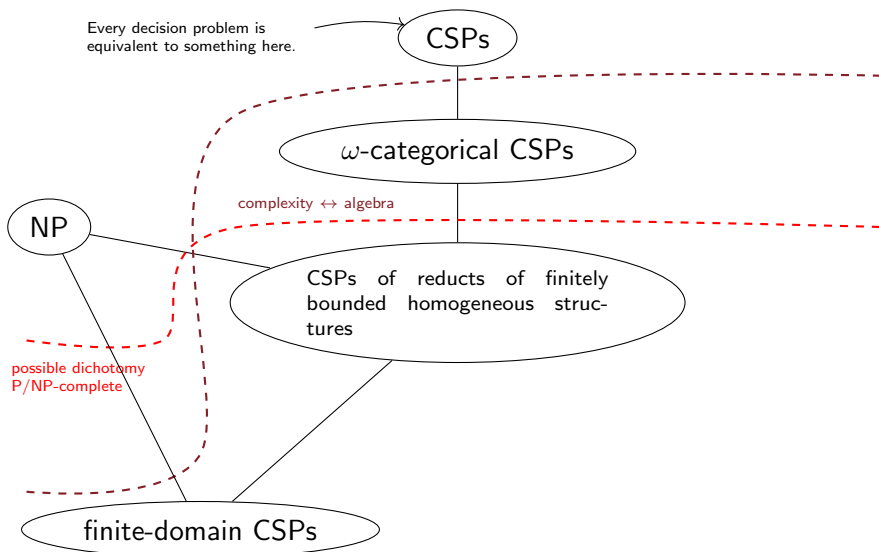 Every decision problem is
equivalent to something here.
CSPs
ω-categorical CSPs
complexity ↔ algebra
NP
CSPs of reducts of finitely
bounded homogeneous struc-
tures
possible dichotomy
P/NP-complete
finite-domain CSPs